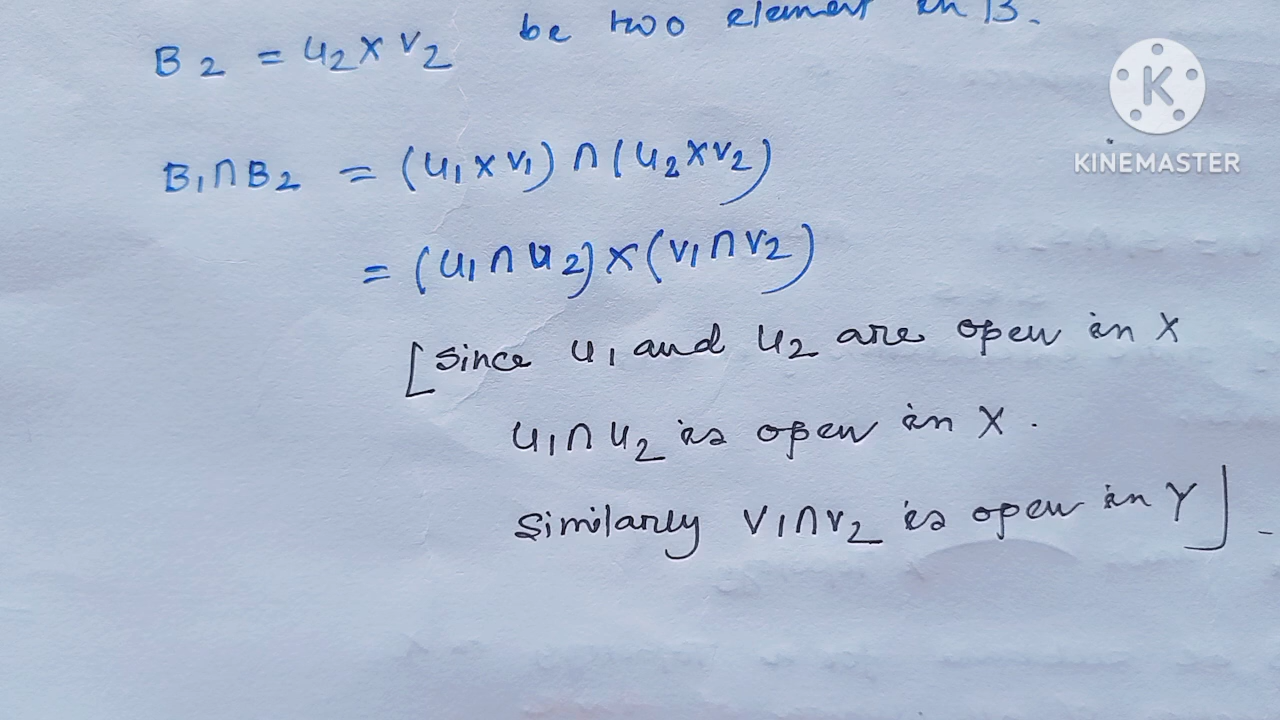 be two element in B.
B2 = U2 × V2
B1∩B2 = (U1 × V1) ∩ (U2 × V2)
= (U1 ∩ U2) × (V1 ∩ V2)
[since U1 and U2 are open in X
U1 ∩ U2 is open in X.
Similarly V1 ∩ V2 is open in Y]
K
KINEMASTER